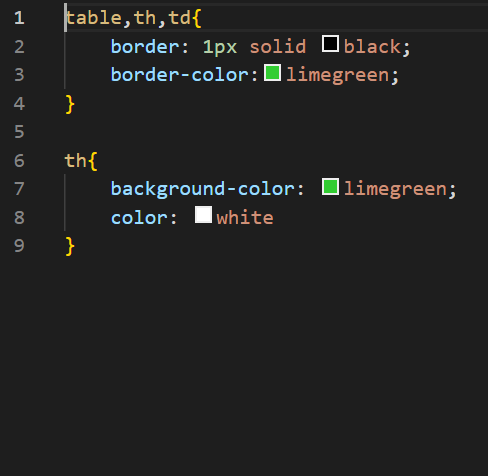 1 table,th,td{
2 border: 1px solid black;
3 border-color:limegreen;
4 }
5
6 th{
7 background-color: limegreen;
8 color: white
9 }